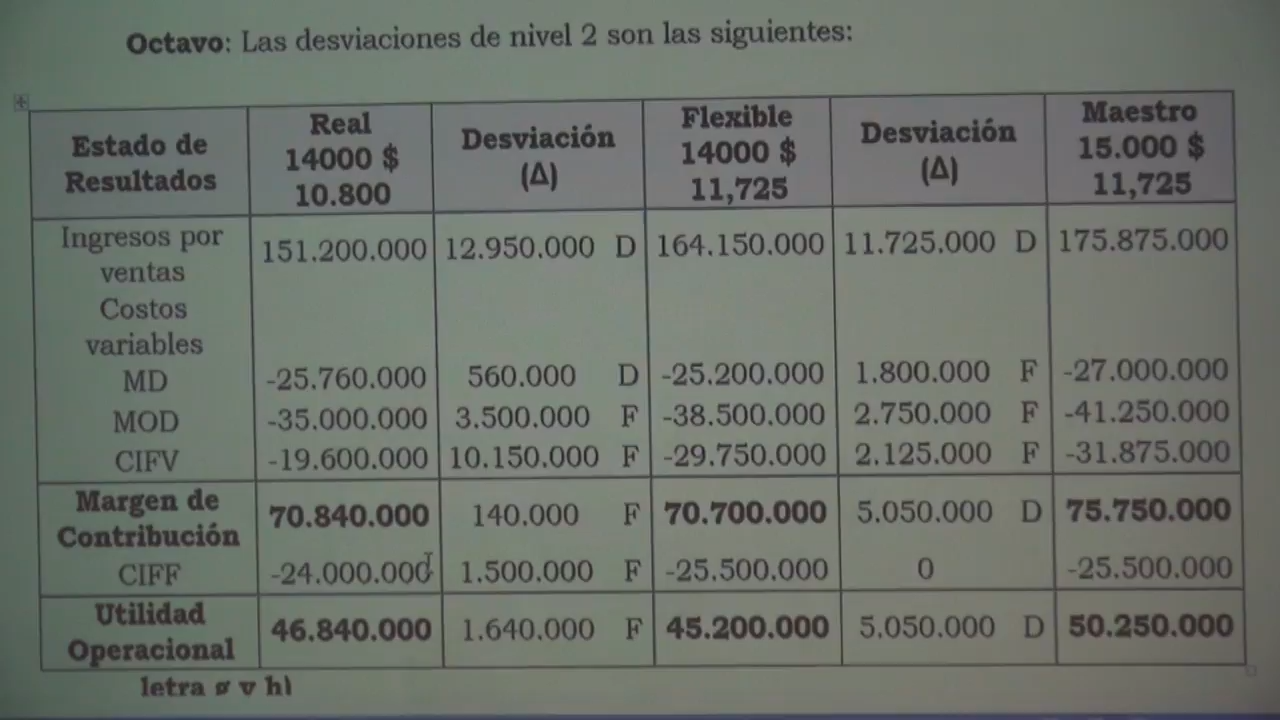 Octavo: Las desviaciones de nivel 2 son las siguientes:
Estado de Resultados | Real 14000 $ 10.800 | Desviación (Δ) | Flexible 14000 $ 11,725 | Desviación (Δ) | Maestro 15.000 $ 11,725
Ingresos por ventas | 151.200.000 | 12.950.000 D | 164.150.000 | 11.725.000 D | 175.875.000
Costos variables
MD | -25.760.000 | 560.000 D | -25.200.000 | 1.800.000 F | -27.000.000
MOD | -35.000.000 | 3.500.000 F | -38.500.000 | 2.750.000 F | -41.250.000
CIFV | -19.600.000 | 10.150.000 F | -29.750.000 | 2.125.000 F | -31.875.000
Margen de Contribución | 70.840.000 | 140.000 F | 70.700.000 | 5.050.000 D | 75.750.000
CIFF | -24.000.000 | 1.500.000 F | -25.500.000 | 0 | -25.500.000
Utilidad Operacional | 46.840.000 | 1.640.000 F | 45.200.000 | 5.050.000 D | 50.250.000
letra